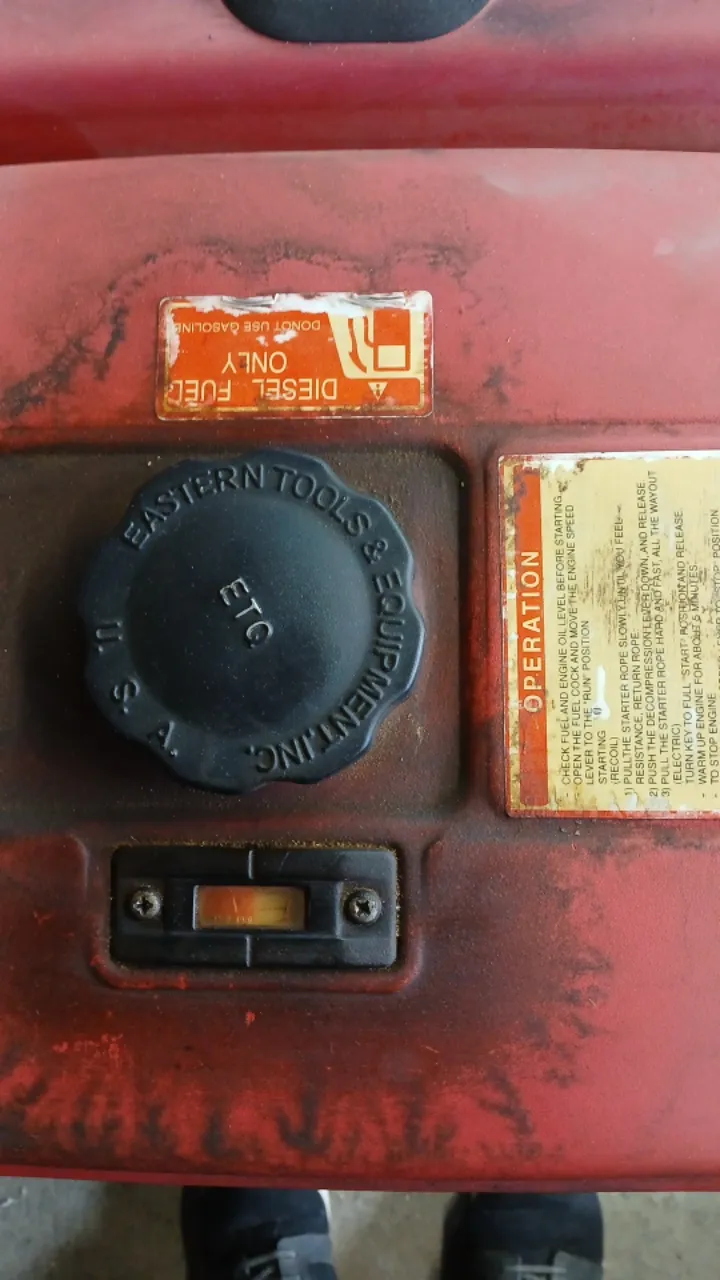 DIESEL FUEL
ONLY
DONOT USE GASOLINE
EASTERN TOOLS & EQUIPMENT,INC.
U. S. A.
ETQ
OPERATION
- CHECK FUEL AND ENGINE OIL LEVEL BEFORE STARTING.
- OPEN THE FUEL COCK AND MOVE THE ENGINE SPEED
LEVER TO THE "RUN" POSITION
STARTING
(RECOIL)
1) PULL THE STARTER ROPE SLOWLY UNTIL YOU FEEL
RESISTANCE, RETURN ROPE.
2) PUSH THE DECOMPRESSION LEVER DOWN, AND RELEASE.
3) PULL THE STARTER ROPE HARD AND FAST, ALL THE WAY OUT
(ELECTRIC)
TURN KEY TO FULL "START" POSITION AND RELEASE.
- WARM UP ENGINE FOR ABOUT 5 MINUTES.
- TO STOP ENGINE